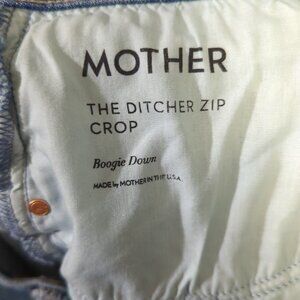 MOTHER
THE DITCHER ZIP
CROP
Boogie Down
MADE by MOTHER IN THE U.S.A.